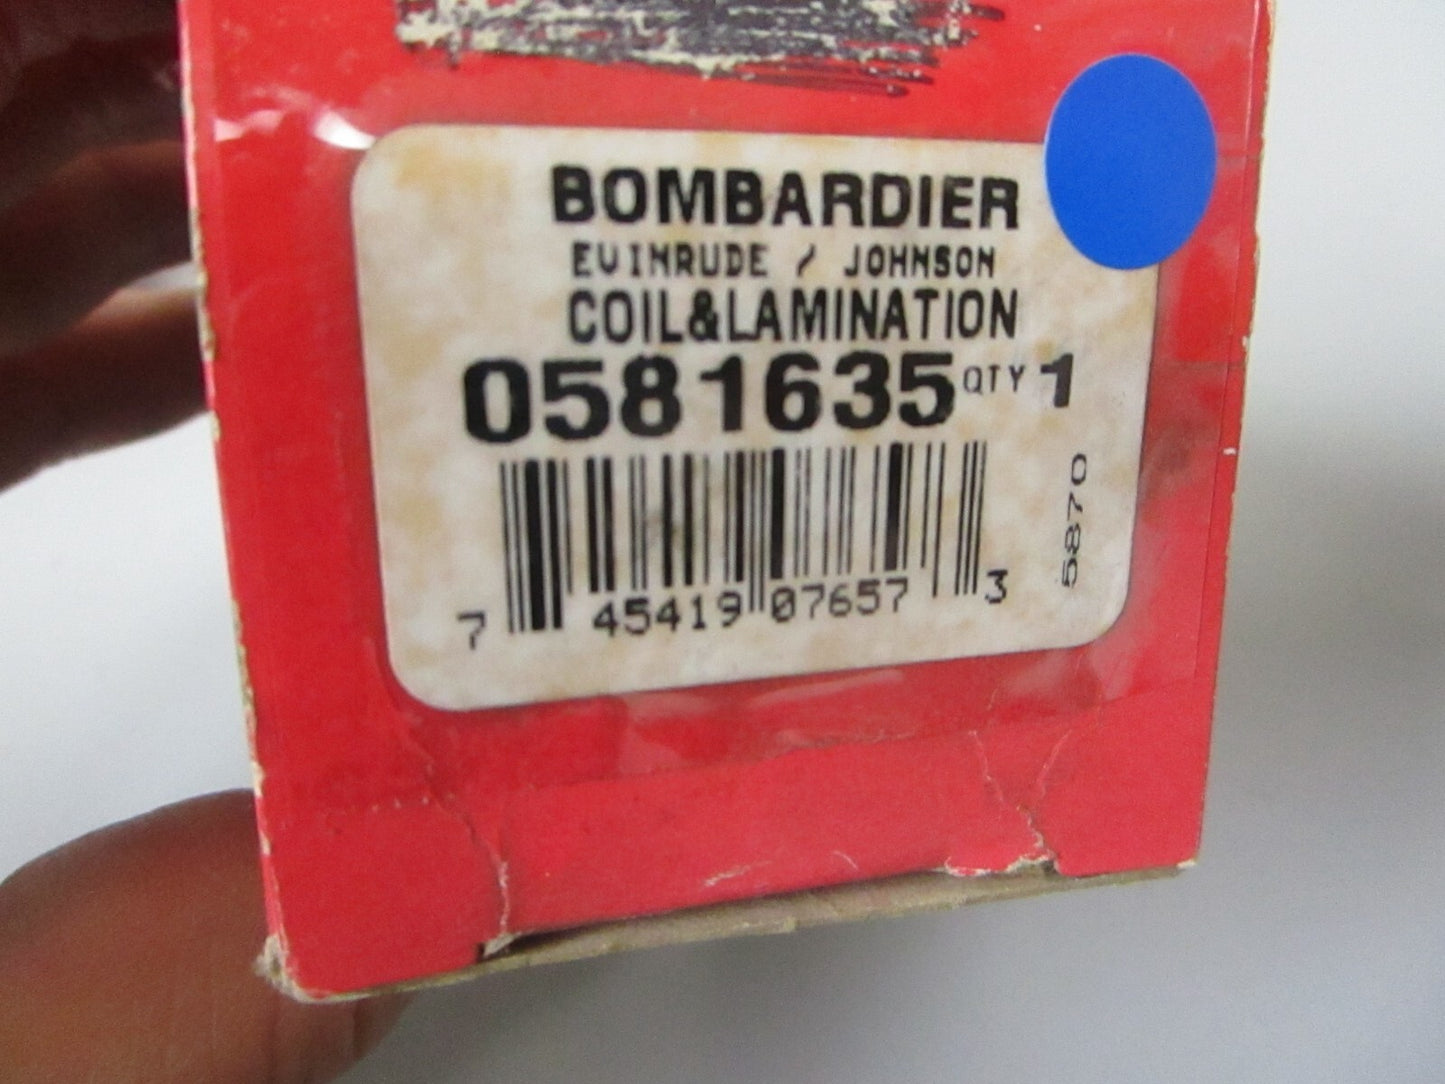 BOMBARDIER
EVINRUDE / JOHNSON
COIL&LAMINATION
0581635 QTY 1
5870
7 45419 07657 3